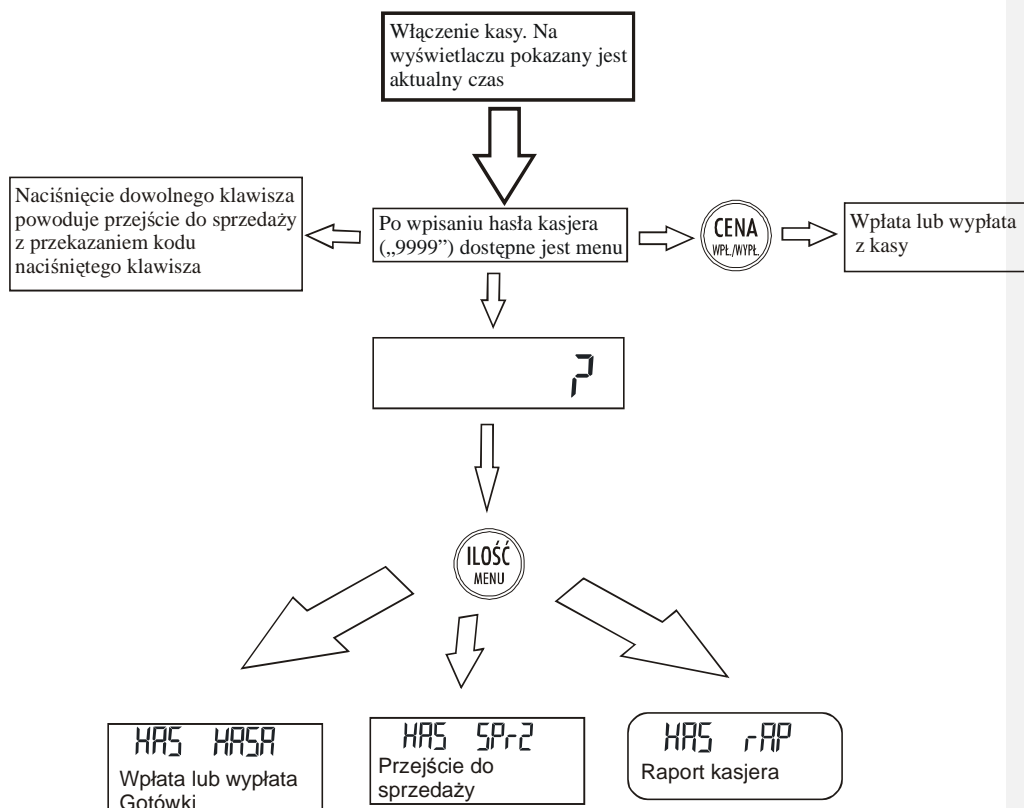 Włączenie kasy. Na
wyświetlaczu pokazany jest
aktualny czas
Naciśnięcie dowolnego klawisza
powoduje przejście do sprzedaży
z przekazaniem kodu
naciśniętego klawisza
Po wpisaniu hasła kasjera
(„9999”) dostępne jest menu
CENA
WPŁ./WYPŁ.
Wpłata lub wypłata
z kasy
?
ILOŚĆ
MENU
HAS HASA
Wpłata lub wypłata
Gotówki
HAS SPr2
Przejście do
sprzedaży
HAS rAP
Raport kasjera